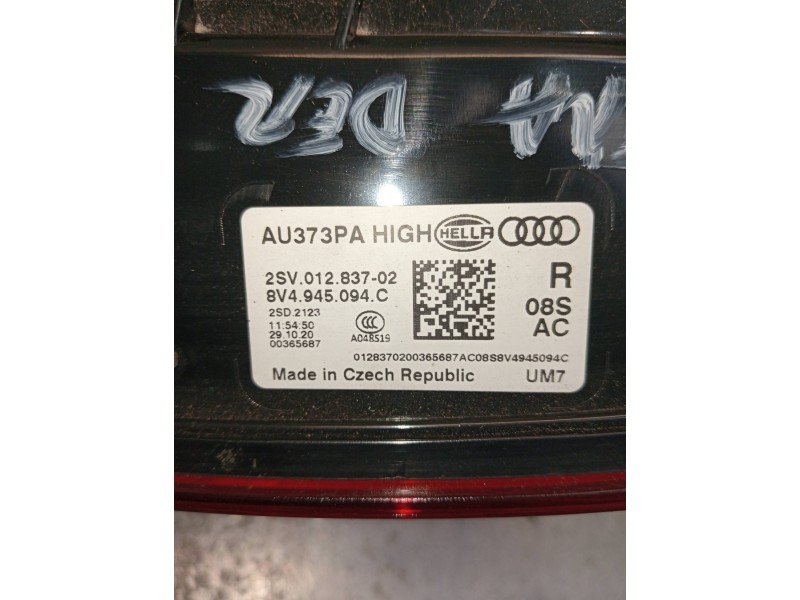 DER
AU373PA HIGH HELLA
2SV.012.837-02
8V4.945.094.C
R
2SD.2123
08S
11:54:50
CCC
AC
29.10.20
A048519
00365687
0128370200365687AC08S8V4945094C
Made in Czech Republic
UM7